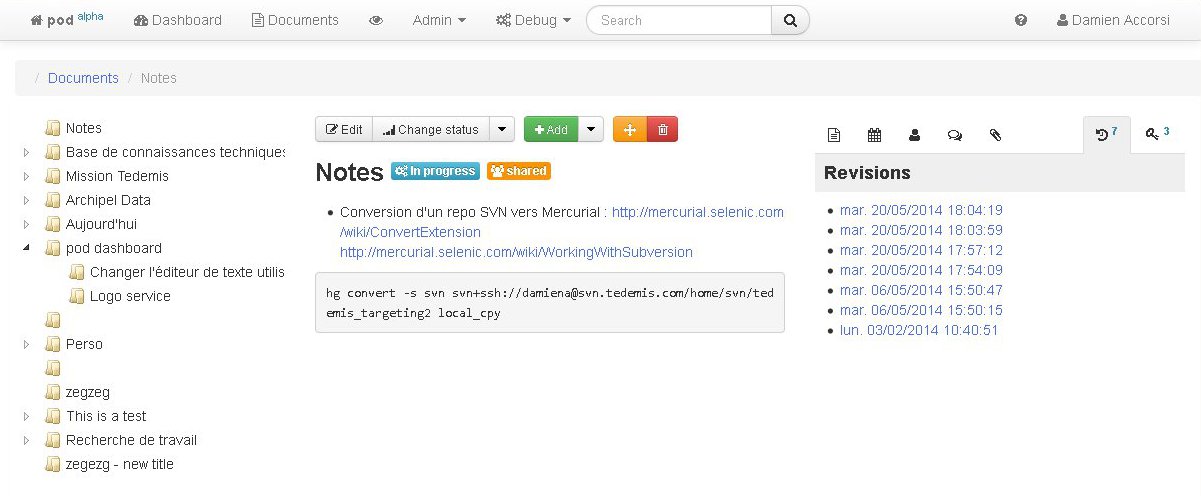 pod alpha Dashboard Documents Admin Debug Search Damien Accorsi
/ Documents / Notes
Notes
Base de connaissances techniques
Mission Tedemis
Archipel Data
Aujourd'hui
pod dashboard
Changer l'éditeur de texte utilis
Logo service
Perso
zegzeg
This is a test
Recherche de travail
zegezg - new title
Edit Change status Add
Notes In progress shared
Conversion d'un repo SVN vers Mercurial : http://mercurial.selenic.com
/wiki/ConvertExtension
http://mercurial.selenic.com/wiki/WorkingWithSubversion
hg convert -s svn svn+ssh://damiena@svn.tedemis.com/home/svn/ted
emis_targeting2 local_cpy
7 3
Revisions
mar. 20/05/2014 18:04:19
mar. 20/05/2014 18:03:59
mar. 20/05/2014 17:57:12
mar. 20/05/2014 17:54:09
mar. 06/05/2014 15:50:47
mar. 06/05/2014 15:50:15
lun. 03/02/2014 10:40:51